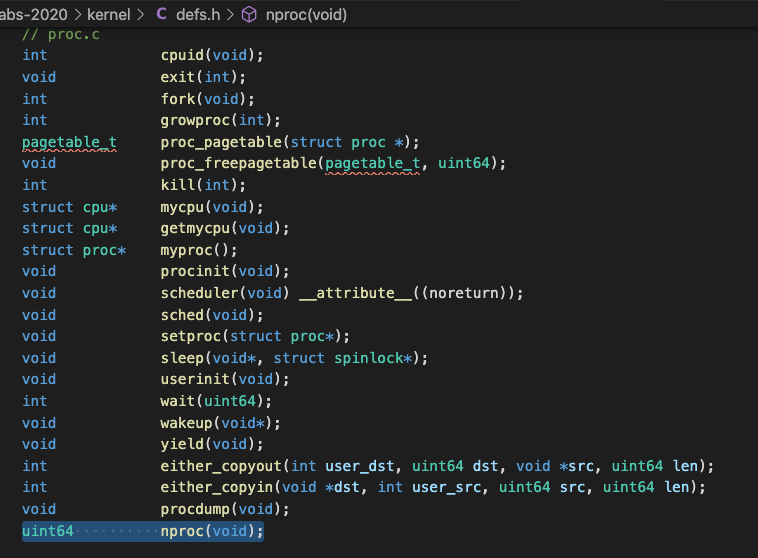 abs-2020 > kernel > C defs.h > nproc(void)
// proc.c
int cpuid(void);
void exit(int);
int fork(void);
int growproc(int);
pagetable_t proc_pagetable(struct proc *);
void proc_freepagetable(pagetable_t, uint64);
int kill(int);
struct cpu* mycpu(void);
struct cpu* getmycpu(void);
struct proc* myproc();
void procinit(void);
void scheduler(void) __attribute__((noreturn));
void sched(void);
void setproc(struct proc*);
void sleep(void*, struct spinlock*);
void userinit(void);
int wait(uint64);
void wakeup(void*);
void yield(void);
int either_copyout(int user_dst, uint64 dst, void *src, uint64 len);
int either_copyin(void *dst, int user_src, uint64 src, uint64 len);
void procdump(void);
uint64 nproc(void);